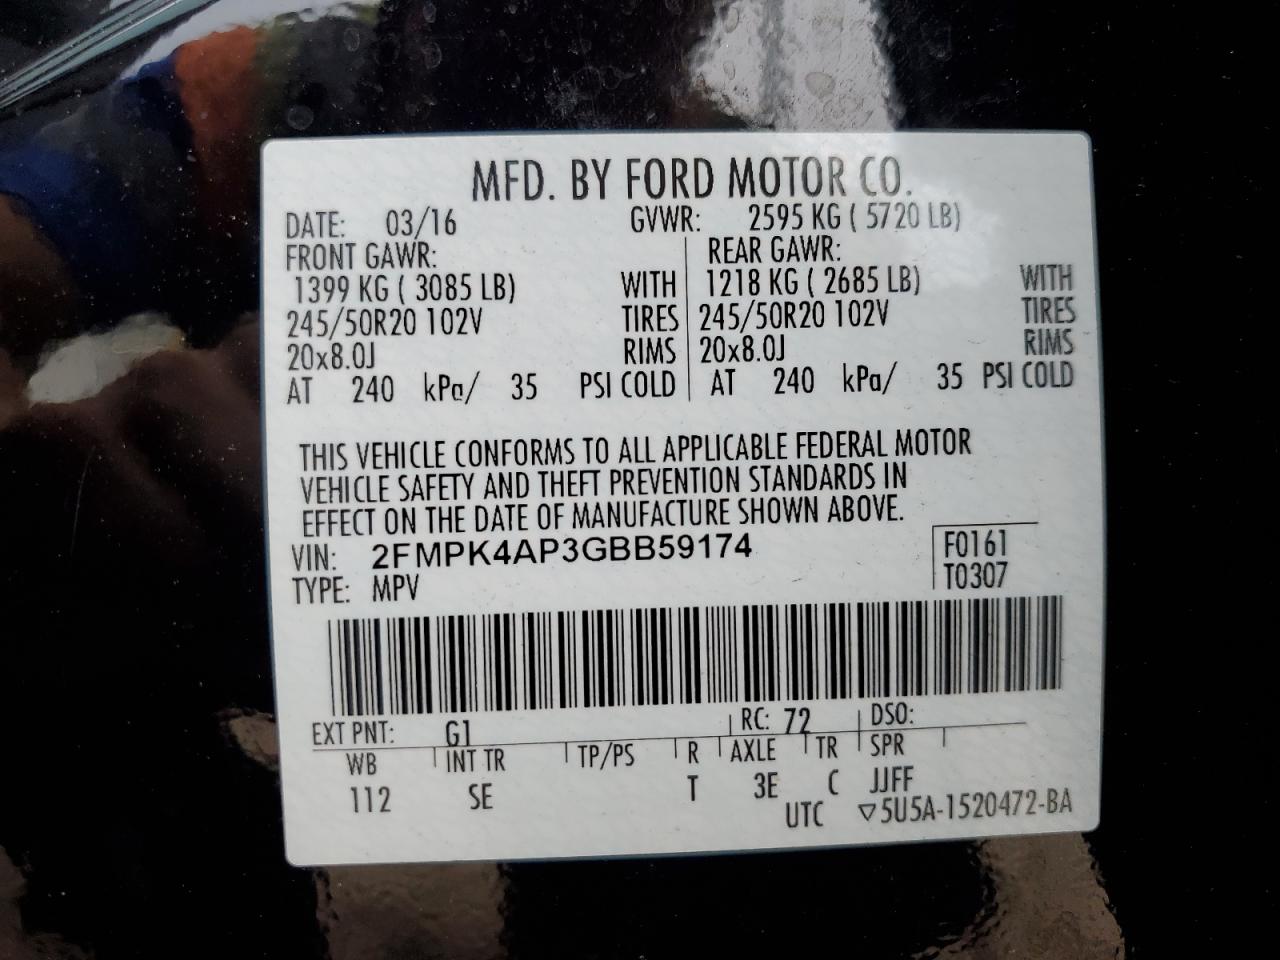 MFD. BY FORD MOTOR CO.
DATE: 03/16 GVWR: 2595 KG ( 5720 LB)
FRONT GAWR: REAR GAWR:
1399 KG ( 3085 LB) WITH 1218 KG ( 2685 LB) WITH
245/50R20 102V TIRES 245/50R20 102V TIRES
20x8.0J RIMS 20x8.0J RIMS
AT 240 kPa/ 35 PSI COLD AT 240 kPa/ 35 PSI COLD
THIS VEHICLE CONFORMS TO ALL APPLICABLE FEDERAL MOTOR
VEHICLE SAFETY AND THEFT PREVENTION STANDARDS IN
EFFECT ON THE DATE OF MANUFACTURE SHOWN ABOVE.
VIN: 2FMPK4AP3GBB59174 F0161
TYPE: MPV T0307
EXT PNT: G1 RC: 72 DSO:
WB INT TR TP/PS R AXLE TR SPR
112 SE T 3E C JJFF
UTC ▽5U5A-1520472-BA